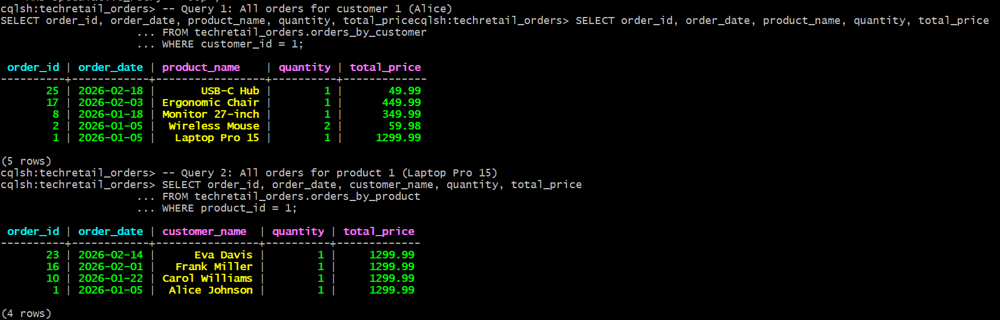 cqlsh:techretail_orders> -- Query 1: All orders for customer 1 (Alice)
SELECT order_id, order_date, product_name, quantity, total_pricecqlsh:techretail_orders> SELECT order_id, order_date, product_name, quantity, total_price
                     ... FROM techretail_orders.orders_by_customer
                     ... WHERE customer_id = 1;

 order_id | order_date | product_name    | quantity | total_price
----------+------------+-----------------+----------+-------------
       25 | 2026-02-18 |       USB-C Hub |        1 |       49.99
       17 | 2026-02-03 | Ergonomic Chair |        1 |      449.99
        8 | 2026-01-18 | Monitor 27-inch |        1 |      349.99
        2 | 2026-01-05 |  Wireless Mouse |        2 |       59.98
        1 | 2026-01-05 |   Laptop Pro 15 |        1 |     1299.99

(5 rows)
cqlsh:techretail_orders> -- Query 2: All orders for product 1 (Laptop Pro 15)
cqlsh:techretail_orders> SELECT order_id, order_date, customer_name, quantity, total_price
                     ... FROM techretail_orders.orders_by_product
                     ... WHERE product_id = 1;

 order_id | order_date | customer_name  | quantity | total_price
----------+------------+----------------+----------+-------------
       23 | 2026-02-14 |      Eva Davis |        1 |     1299.99
       16 | 2026-02-01 |   Frank Miller |        1 |     1299.99
       10 | 2026-01-22 | Carol Williams |        1 |     1299.99
        1 | 2026-01-05 |  Alice Johnson |        1 |     1299.99

(4 rows)